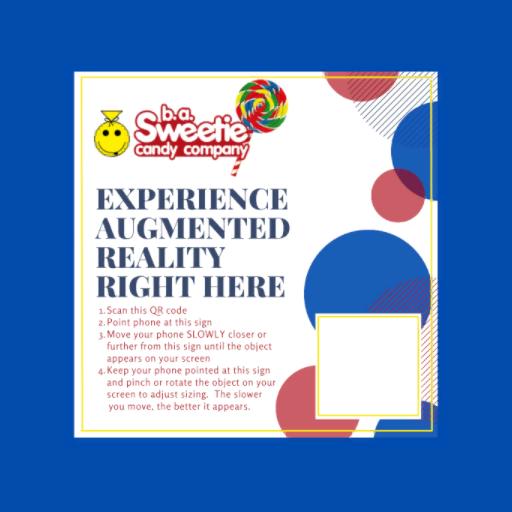 b.a.
Sweetie
candy company
EXPERIENCE
AUGMENTED
REALITY
RIGHT HERE
1. Scan this QR code
2. Point phone at this sign
3. Move your phone SLOWLY closer or
further from this sign until the object
appears on your screen
4. Keep your phone pointed at this sign
and pinch or rotate the object on your
screen to adjust sizing. The slower
you move, the better it appears.